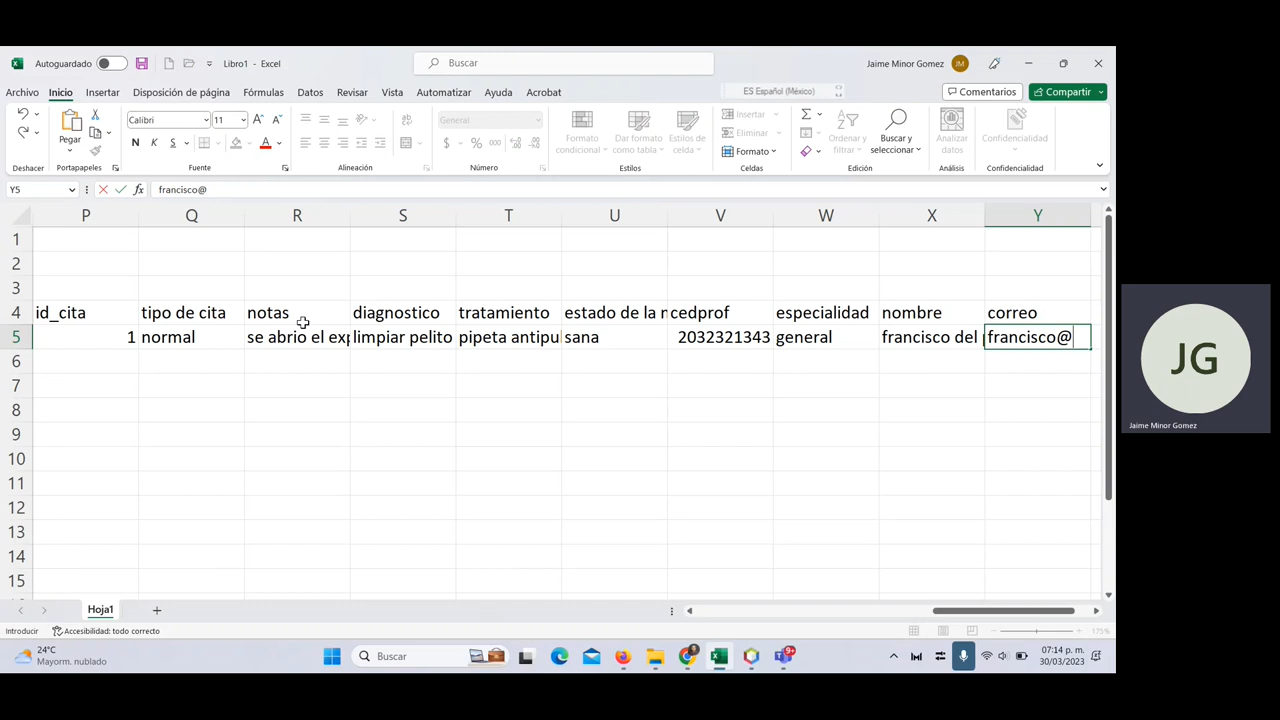 Autoguardado
Libro1 - Excel
Buscar
Jaime Minor Gomez JM
Archivo Inicio Insertar Disposición de página Fórmulas Datos Revisar Vista Automatizar Ayuda Acrobat
ES Español (México)
Comentarios Compartir
Pegar
Calibri 11
N K S
General
$ % 000
Formato condicional
Dar formato como tabla
Estilos de celda
Insertar
Eliminar
Formato
Ordenar y filtrar
Buscar y seleccionar
Analizar datos
Confidencialidad
Deshacer Portapapeles Fuente Alineación Número Estilos Celdas Edición Análisis Confidencialidad
Y5 fx francisco@
P Q R S T U V W X Y
1
2
3
4 id_cita tipo de cita notas diagnostico tratamiento estado de la m cedprof especialidad nombre correo
5 1 normal se abrio el exp limpiar pelito pipeta antipul sana 2032321343 general francisco del francisco@
6
7
8
9
10
11
12
13
14
15
Hoja1
Introducir Accesibilidad: todo correcto 175%
24°C
Mayorm. nublado
Buscar
9+
07:14 p. m.
30/03/2023
JG
Jaime Minor Gomez